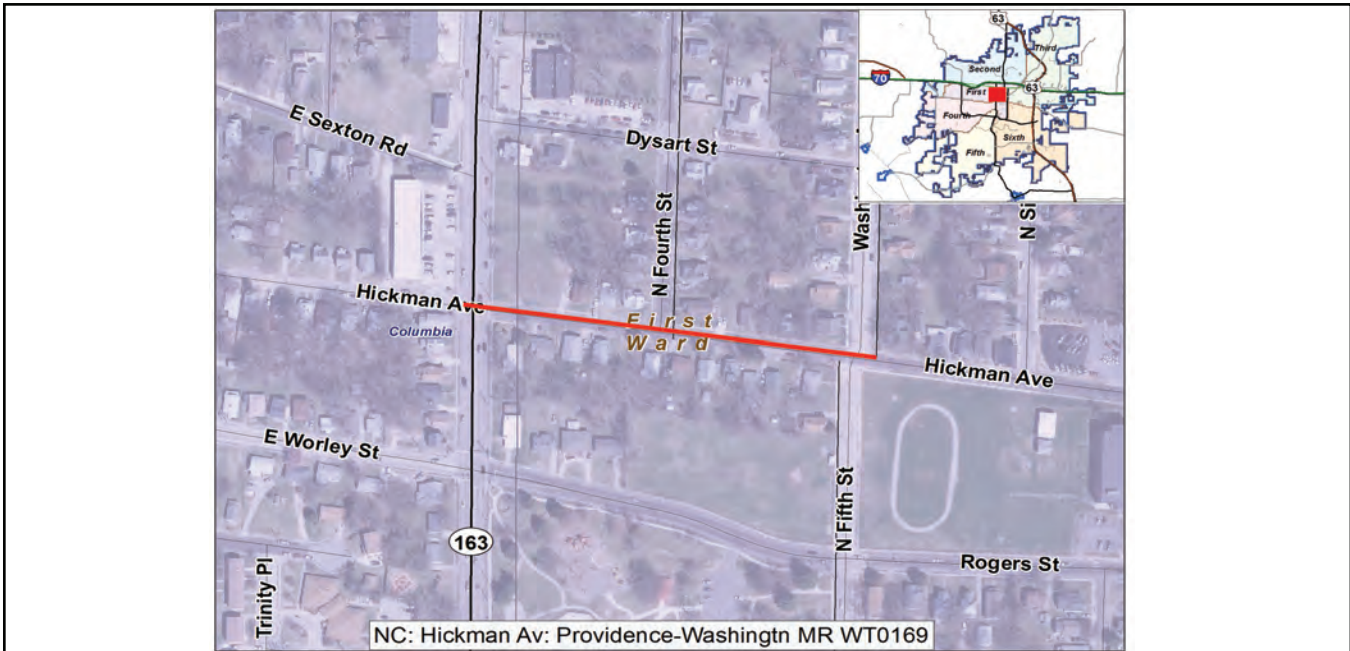 63
Third
Second
70
First
63
Fourth
Sixth
Fifth
E Sexton Rd
Dysart St
N Fourth St
Wash
N Si
Hickman Ave
Columbia
First
Ward
Hickman Ave
E Worley St
N Fifth St
163
Rogers St
Trinity Pl
NC: Hickman Av: Providence-Washingtn MR WT0169